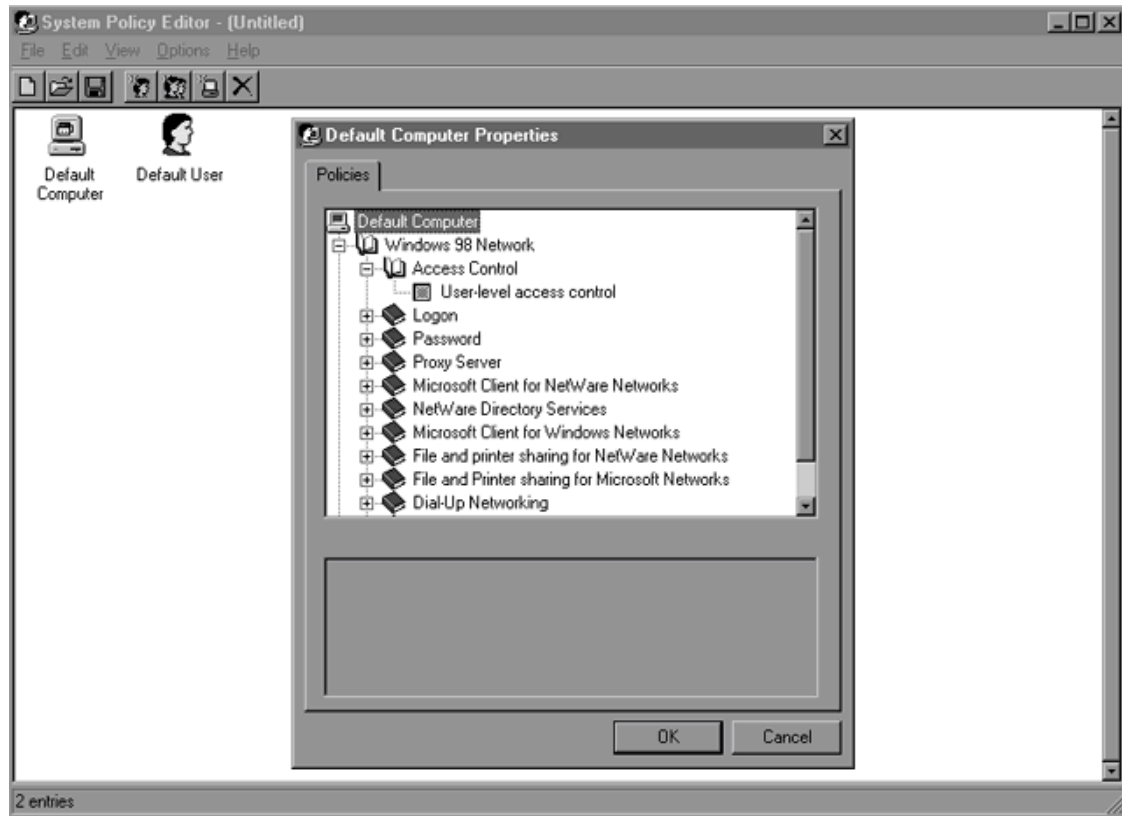 System Policy Editor - (Untitled)
File Edit View Options Help
Default
Computer
Default User
Default Computer Properties
Policies
Default Computer
Windows 98 Network
Access Control
User-level access control
Logon
Password
Proxy Server
Microsoft Client for NetWare Networks
NetWare Directory Services
Microsoft Client for Windows Networks
File and printer sharing for NetWare Networks
File and Printer sharing for Microsoft Networks
Dial-Up Networking
OK Cancel
2 entries